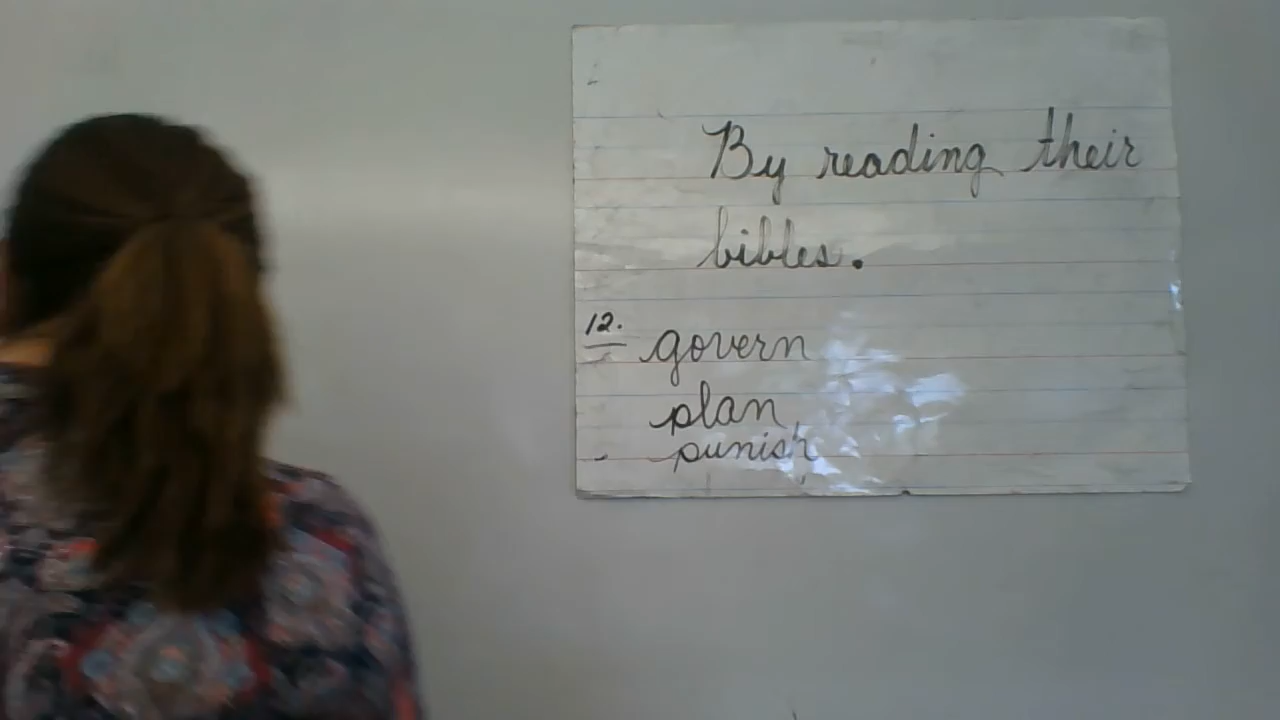 By reading their
bibles.
12. govern
plan
punish